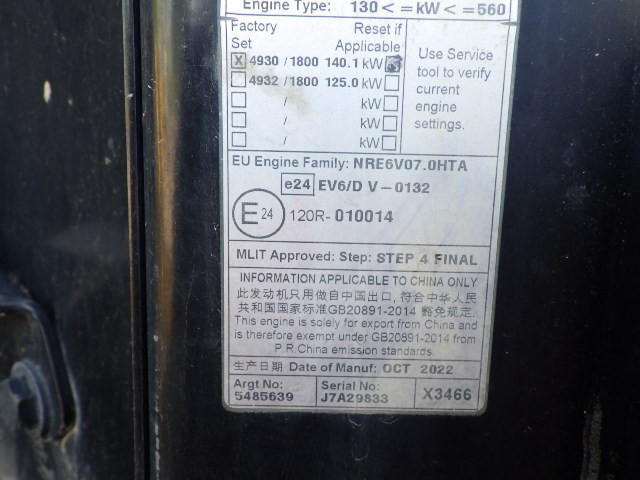 Engine Type: 130 < = kW < = 560
Factory Set Reset if Applicable
X 4930 / 1800 140.1 kW
4932 / 1800 125.0 kW
/ kW
/ kW
/ kW
Use Service
tool to verify
current
engine
settings.
EU Engine Family: NRE6V07.0HTA
e24 EV6/D V-0132
E24 120R-010014
MLIT Approved: Step: STEP 4 FINAL
INFORMATION APPLICABLE TO CHINA ONLY
此发动机只用做自中国出口, 符合中华人民
共和国国家标准GB20891-2014 豁免规定.
This engine is solely for export from China and
is therefore exempt under GB20891-2014 from
P.R.China emission standards.
生产日期 Date of Manuf: OCT 2022
Argt No: Serial No:
5485639 J7A29833 X3466